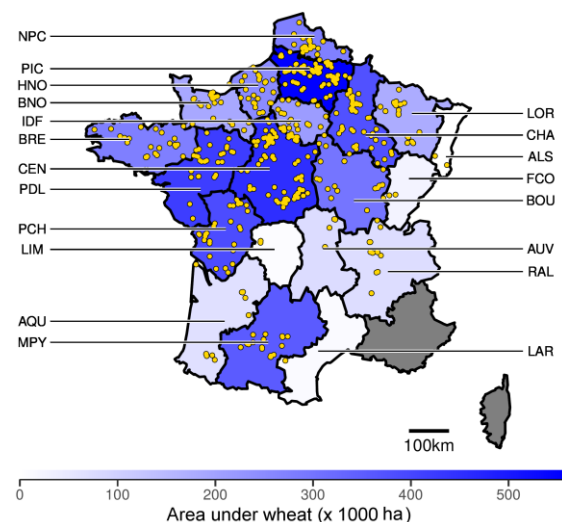 NPC
PIC
HNO
BNO
IDF
BRE
CEN
PDL
PCH
LIM
AQU
MPY
LOR
CHA
ALS
FCO
BOU
AUV
RAL
LAR
100km
0 100 200 300 400 500
Area under wheat (x 1000 ha)